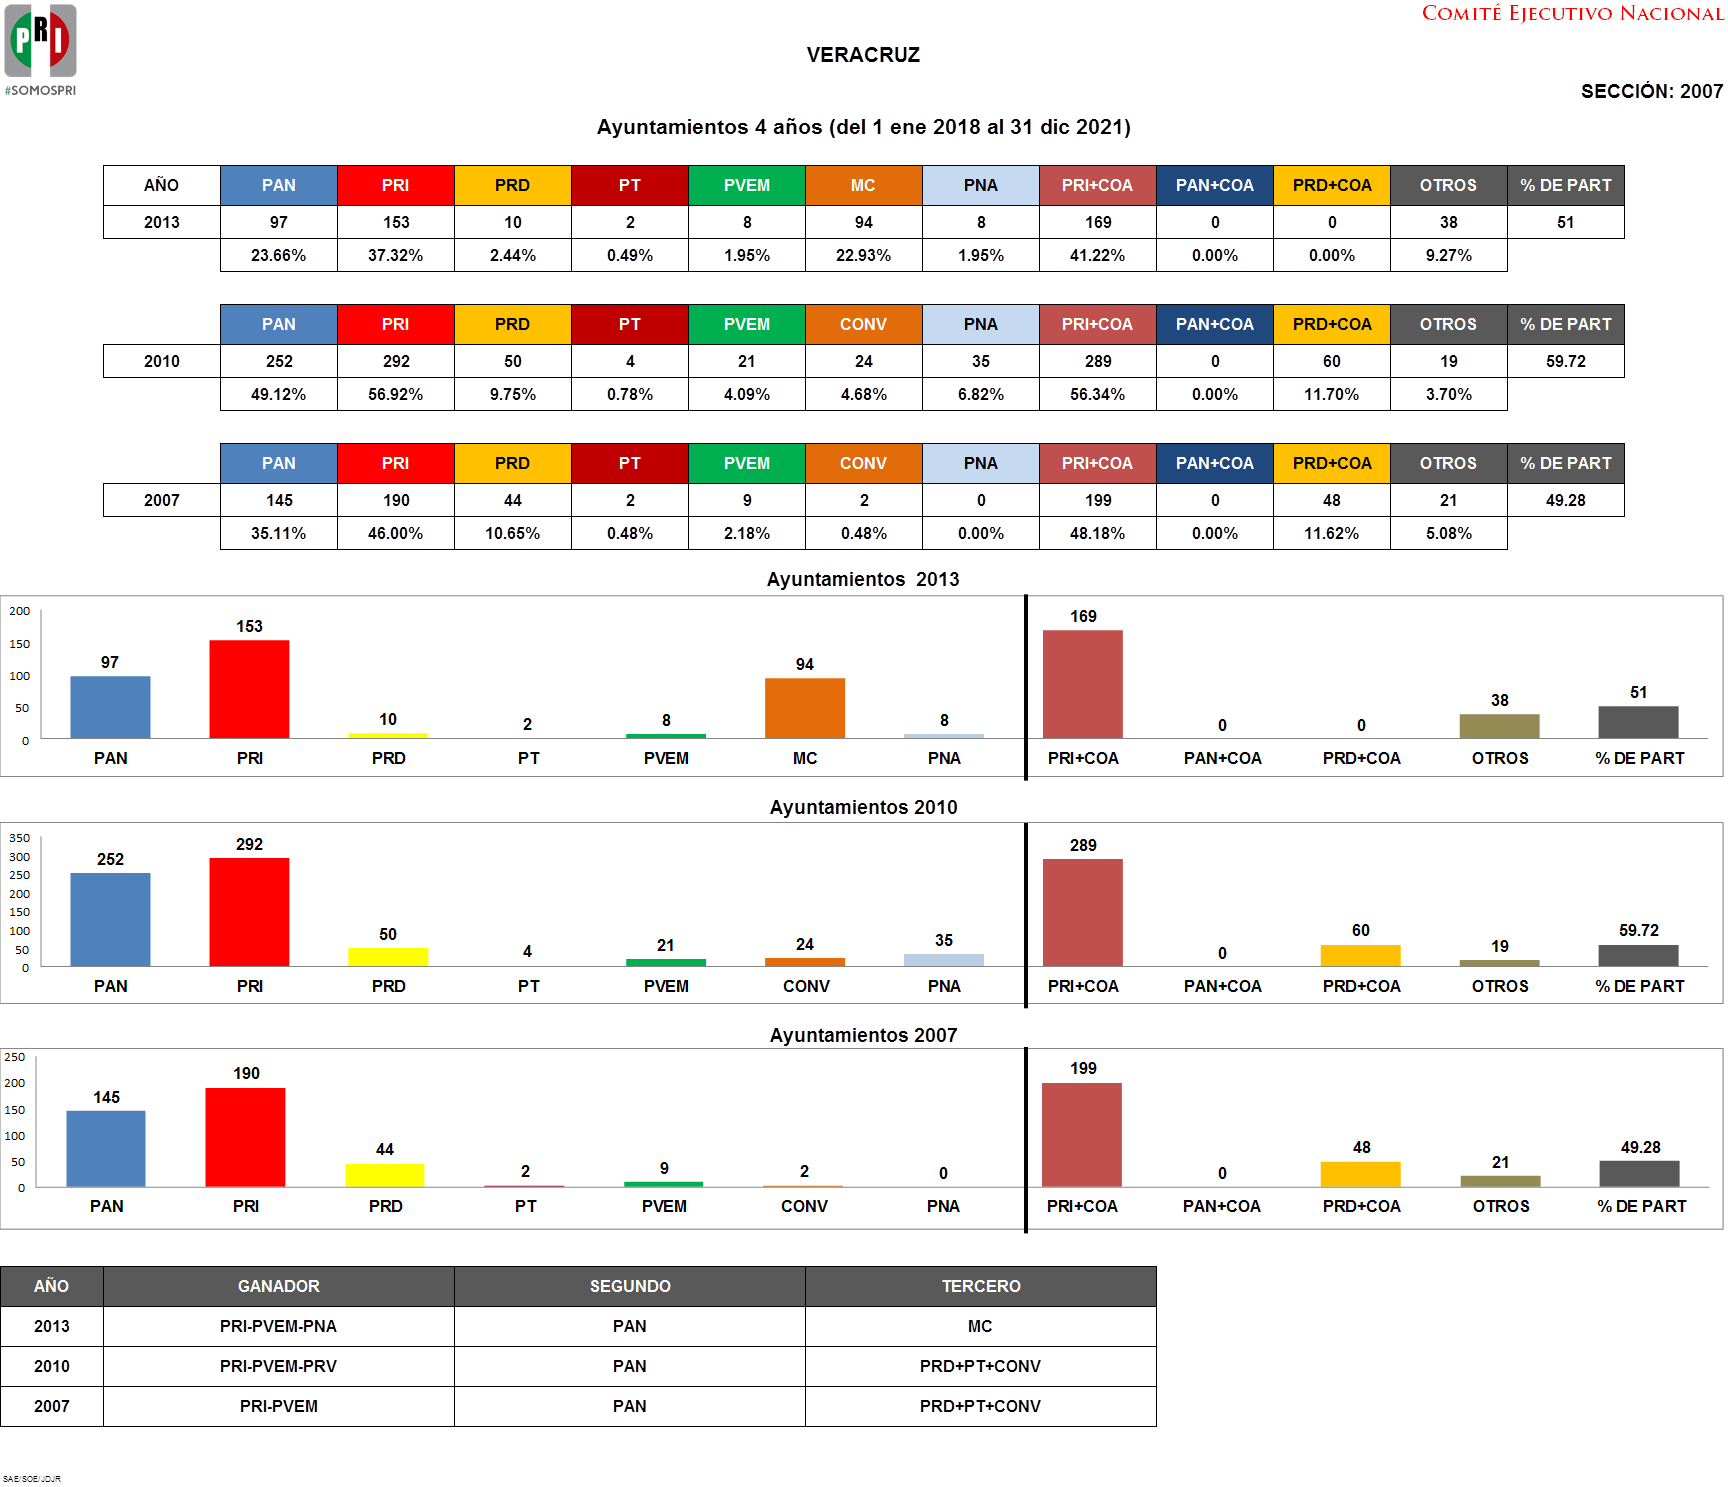 PRI
#SOMOSPRI
COMITÉ EJECUTIVO NACIONAL
VERACRUZ
SECCIÓN: 2007
Ayuntamientos 4 años (del 1 ene 2018 al 31 dic 2021)
AÑO PAN PRI PRD PT PVEM MC PNA PRI+COA PAN+COA PRD+COA OTROS % DE PART
2013 97 153 10 2 8 94 8 169 0 0 38 51
23.66% 37.32% 2.44% 0.49% 1.95% 22.93% 1.95% 41.22% 0.00% 0.00% 9.27%
PAN PRI PRD PT PVEM CONV PNA PRI+COA PAN+COA PRD+COA OTROS % DE PART
2010 252 292 50 4 21 24 35 289 0 60 19 59.72
49.12% 56.92% 9.75% 0.78% 4.09% 4.68% 6.82% 56.34% 0.00% 11.70% 3.70%
PAN PRI PRD PT PVEM CONV PNA PRI+COA PAN+COA PRD+COA OTROS % DE PART
2007 145 190 44 2 9 2 0 199 0 48 21 49.28
35.11% 46.00% 10.65% 0.48% 2.18% 0.48% 0.00% 48.18% 0.00% 11.62% 5.08%
Ayuntamientos 2013
200
150
100
50
0
97 153 10 2 8 94 8 169 0 0 38 51
PAN PRI PRD PT PVEM MC PNA PRI+COA PAN+COA PRD+COA OTROS % DE PART
Ayuntamientos 2010
350
300
250
200
150
100
50
0
252 292 50 4 21 24 35 289 0 60 19 59.72
PAN PRI PRD PT PVEM CONV PNA PRI+COA PAN+COA PRD+COA OTROS % DE PART
Ayuntamientos 2007
250
200
150
100
50
0
145 190 44 2 9 2 0 199 0 48 21 49.28
PAN PRI PRD PT PVEM CONV PNA PRI+COA PAN+COA PRD+COA OTROS % DE PART
AÑO GANADOR SEGUNDO TERCERO
2013 PRI-PVEM-PNA PAN MC
2010 PRI-PVEM-PRV PAN PRD+PT+CONV
2007 PRI-PVEM PAN PRD+PT+CONV
SAE/SOE/JDJR